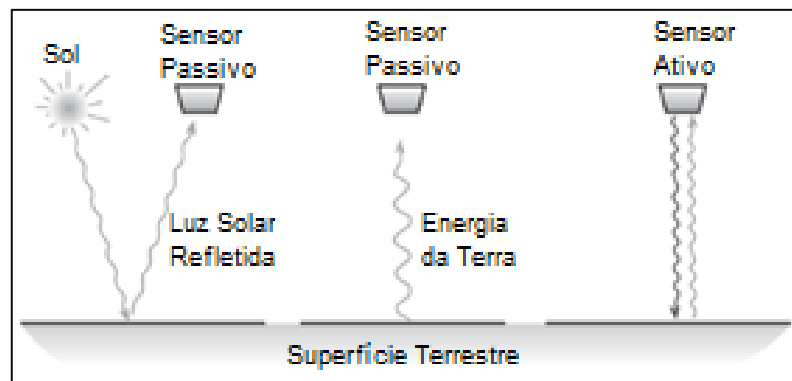 Sol
Sensor
Passivo
Sensor
Passivo
Sensor
Ativo
Luz Solar
Refletida
Energia
da Terra
Superfície Terrestre